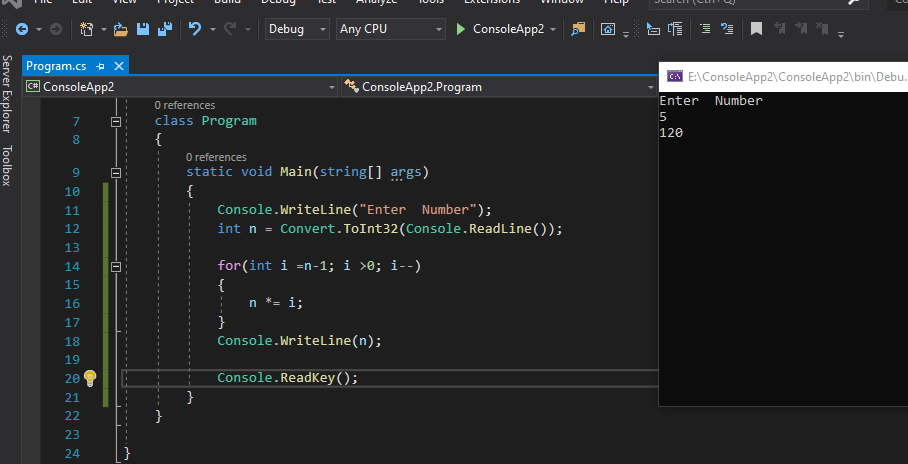 File Edit View Project Build Debug Test Analyze Tools Extensions Window Help Search (Ctrl+Q)
Debug Any CPU ConsoleApp2
Server Explorer
Toolbox
Program.cs
C# ConsoleApp2 ConsoleApp2.Program
0 references
7 class Program
8 {
0 references
9 static void Main(string[] args)
10 {
11 Console.WriteLine("Enter  Number");
12 int n = Convert.ToInt32(Console.ReadLine());
13
14 for(int i =n-1; i >0; i--)
15 {
16 n *= i;
17 }
18 Console.WriteLine(n);
19
20 Console.ReadKey();
21 }
22 }
23
24 }
E:\ConsoleApp2\ConsoleApp2\bin\Debu...
Enter  Number
5
120